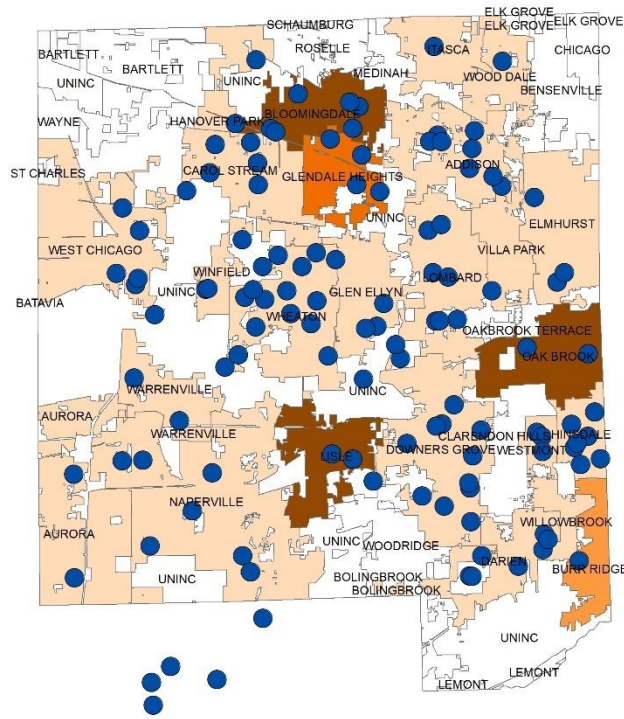 ELK GROVE
SCHAUMBURG
ELK GROVE
ELK GROVE
ROSELLE
ITASCA
CHICAGO
BARTLETT
BARTLETT
MEDINAH
UNINC
UNINC
WOOD DALE
BENSENVILLE
WAYNE
HANOVER PARK
BLOOMINGDALE
ADDISON
ST CHARLES
CAROL STREAM
GLENDALE HEIGHTS
UNINC
ELMHURST
WEST CHICAGO
VILLA PARK
WINFIELD
LOMBARD
UNINC
GLEN ELLYN
BATAVIA
WHEATON
OAKBROOK TERRACE
OAK BROOK
WARRENVILLE
UNINC
AURORA
WARRENVILLE
CLARENDON HILLS
HINSDALE
DOWNERS GROVE
WESTMONT
LISLE
NAPERVILLE
AURORA
WILLOWBROOK
UNINC
WOODRIDGE
DARIEN
BURR RIDGE
UNINC
BOLINGBROOK
BOLINGBROOK
UNINC
LEMONT
LEMONT